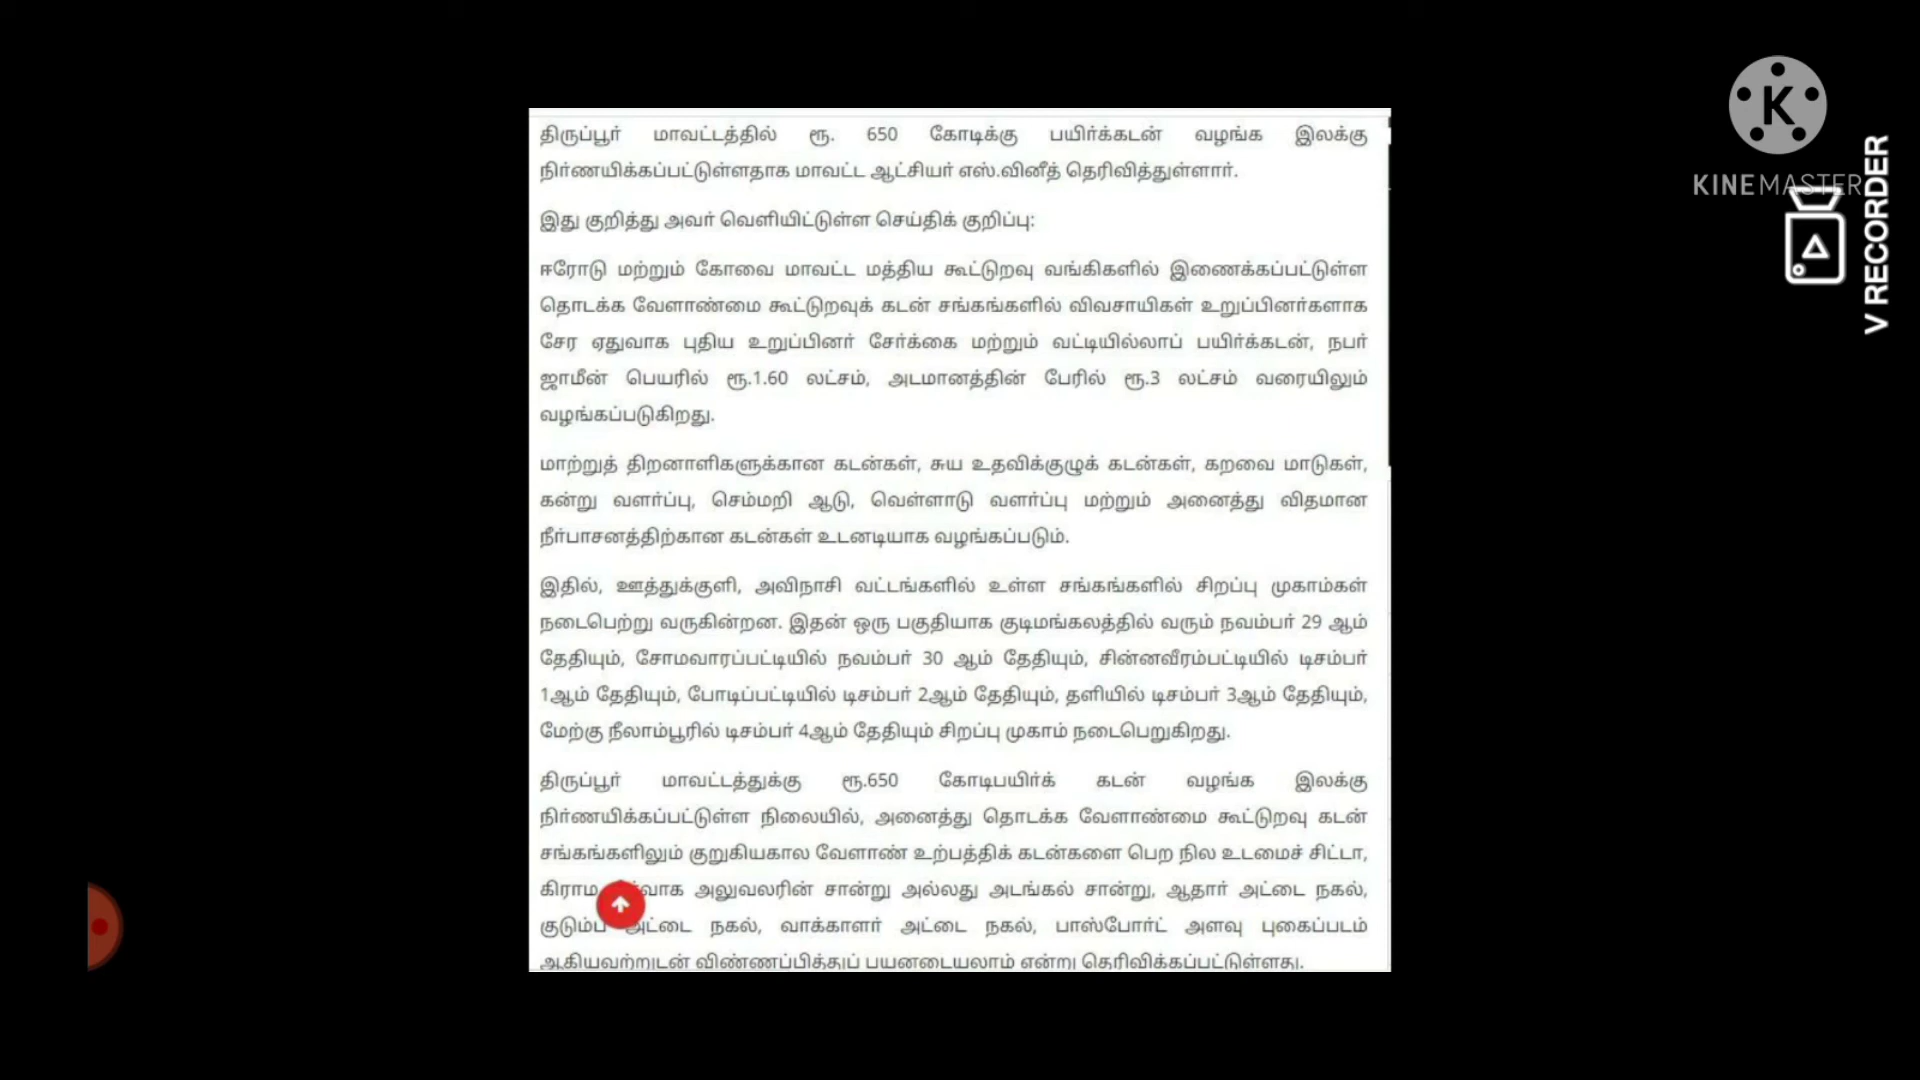 திருப்பூர் மாவட்டத்தில் ரூ. 650 கோடிக்கு பயிர்க்கடன் வழங்க இலக்கு
நிர்ணயிக்கப்பட்டுள்ளதாக மாவட்ட ஆட்சியர் எஸ்.வினீத் தெரிவித்துள்ளார்.
இது குறித்து அவர் வெளியிட்டுள்ள செய்திக் குறிப்பு:
ஈரோடு மற்றும் கோவை மாவட்ட மத்திய கூட்டுறவு வங்கிகளில் இணைக்கப்பட்டுள்ள
தொடக்க வேளாண்மை கூட்டுறவுக் கடன் சங்கங்களில் விவசாயிகள் உறுப்பினர்களாக
சேர ஏதுவாக புதிய உறுப்பினர் சேர்க்கை மற்றும் வட்டியில்லாப் பயிர்க்கடன், நபர்
ஜாமீன் பெயரில் ரூ.1.60 லட்சம், அடமானத்தின் பேரில் ரூ.3 லட்சம் வரையிலும்
வழங்கப்படுகிறது.
மாற்றுத் திறனாளிகளுக்கான கடன்கள், சுய உதவிக்குழுக் கடன்கள், கறவை மாடுகள்,
கன்று வளர்ப்பு, செம்மறி ஆடு, வெள்ளாடு வளர்ப்பு மற்றும் அனைத்து விதமான
நீர்பாசனத்திற்கான கடன்கள் உடனடியாக வழங்கப்படும்.
இதில், ஊத்துக்குளி, அவிநாசி வட்டங்களில் உள்ள சங்கங்களில் சிறப்பு முகாம்கள்
நடைபெற்று வருகின்றன. இதன் ஒரு பகுதியாக குடிமங்கலத்தில் வரும் நவம்பர் 29 ஆம்
தேதியும், சோமவாரப்பட்டியில் நவம்பர் 30 ஆம் தேதியும், சின்னவீரம்பட்டியில் டிசம்பர்
1ஆம் தேதியும், போடிப்பட்டியில் டிசம்பர் 2ஆம் தேதியும், தளியில் டிசம்பர் 3ஆம் தேதியும்,
மேற்கு நீலாம்பூரில் டிசம்பர் 4ஆம் தேதியும் சிறப்பு முகாம் நடைபெறுகிறது.
திருப்பூர் மாவட்டத்துக்கு ரூ.650 கோடிபயிர்க் கடன் வழங்க இலக்கு
நிர்ணயிக்கப்பட்டுள்ள நிலையில், அனைத்து தொடக்க வேளாண்மை கூட்டுறவு கடன்
சங்கங்களிலும் குறுகியகால வேளாண் உற்பத்திக் கடன்களை பெற நில உடமைச் சிட்டா,
கிராம அலுவலரின் சான்று அல்லது அடங்கல் சான்று, ஆதார் அட்டை நகல்,
அட்டை நகல், வாக்காளர் அட்டை நகல், பாஸ்போர்ட் அளவு புகைப்படம்
ஆகியவற்றுடன் விண்ணப்பித்துப் பயனடையலாம் என்று தெரிவிக்கப்பட்டுள்ளது.
K
KINEMASTER
V RECORDER